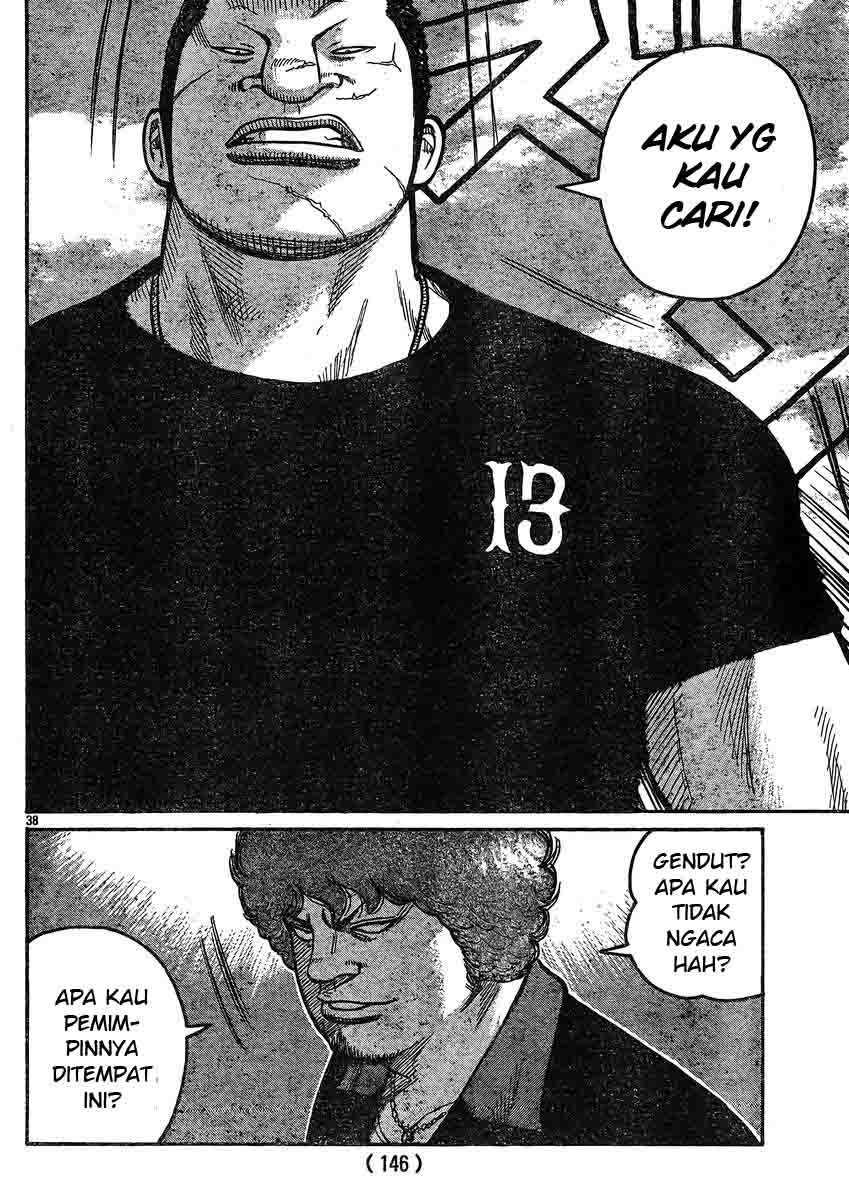 AKU YG
KAU
CARI!
13
38
GENDUT?
APA KAU
TIDAK
NGACA
HAH?
APA KAU
PEMIM-
PINNYA
DITEMPAT
INI?
( 146 )